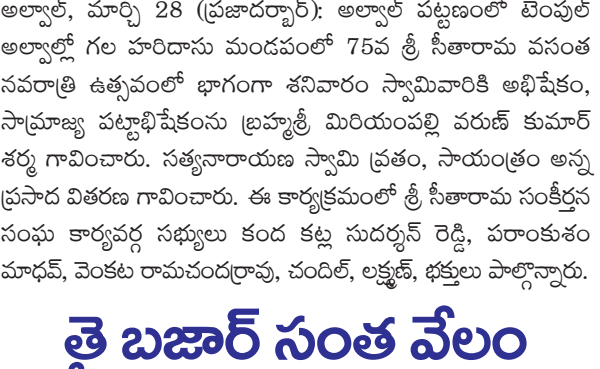 అల్వాల్, మార్చి 28 (ప్రజాదర్బార్): అల్వాల్ పట్టణంలో టెంపుల్
అల్వాల్లో గల హరిదాసు మండపంలో 75వ శ్రీ సీతారామ వసంత
నవరాత్రి ఉత్సవంలో భాగంగా శనివారం స్వామివారికి అభిషేకం,
సామ్రాజ్య పట్టాభిషేకంను బ్రహ్మశ్రీ మిరియంపల్లి వరుణ్ కుమార్
శర్మ గావించారు. సత్యనారాయణ స్వామి వ్రతం, సాయంత్రం అన్న
ప్రసాద వితరణ గావించారు. ఈ కార్యక్రమంలో శ్రీ సీతారామ సంకీర్తన
సంఘ కార్యవర్గ సభ్యులు కంద కట్ల సుదర్శన్ రెడ్డి, పరాంకుశం
మాధవ్, వెంకట రామచందర్రావు, చందిల్, లక్ష్మణ్, భక్తులు పాల్గొన్నారు.
తై బజార్ సంత వేలం